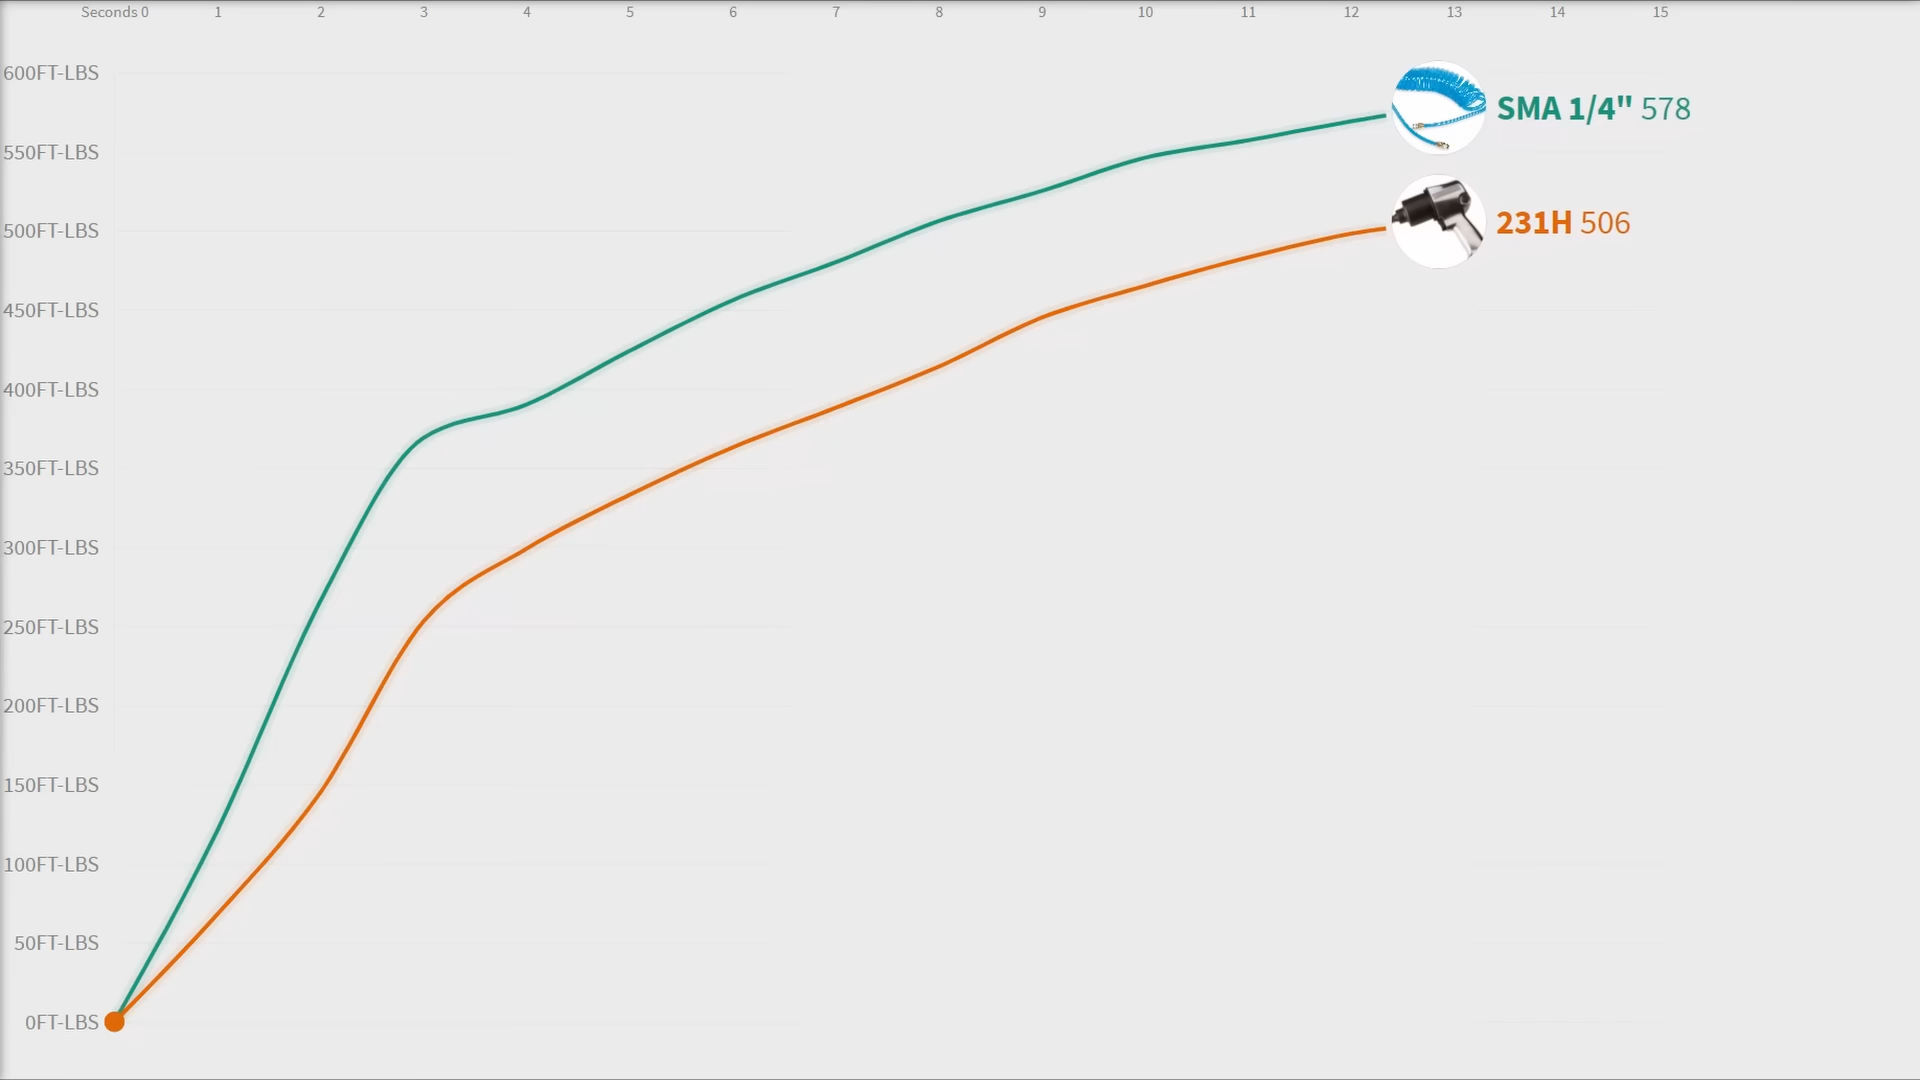 Seconds 0 1 2 3 4 5 6 7 8 9 10 11 12 13 14 15
600FT-LBS
SMA 1/4" 578
550FT-LBS
231H 506
500FT-LBS
450FT-LBS
400FT-LBS
350FT-LBS
300FT-LBS
250FT-LBS
200FT-LBS
150FT-LBS
100FT-LBS
50FT-LBS
0FT-LBS